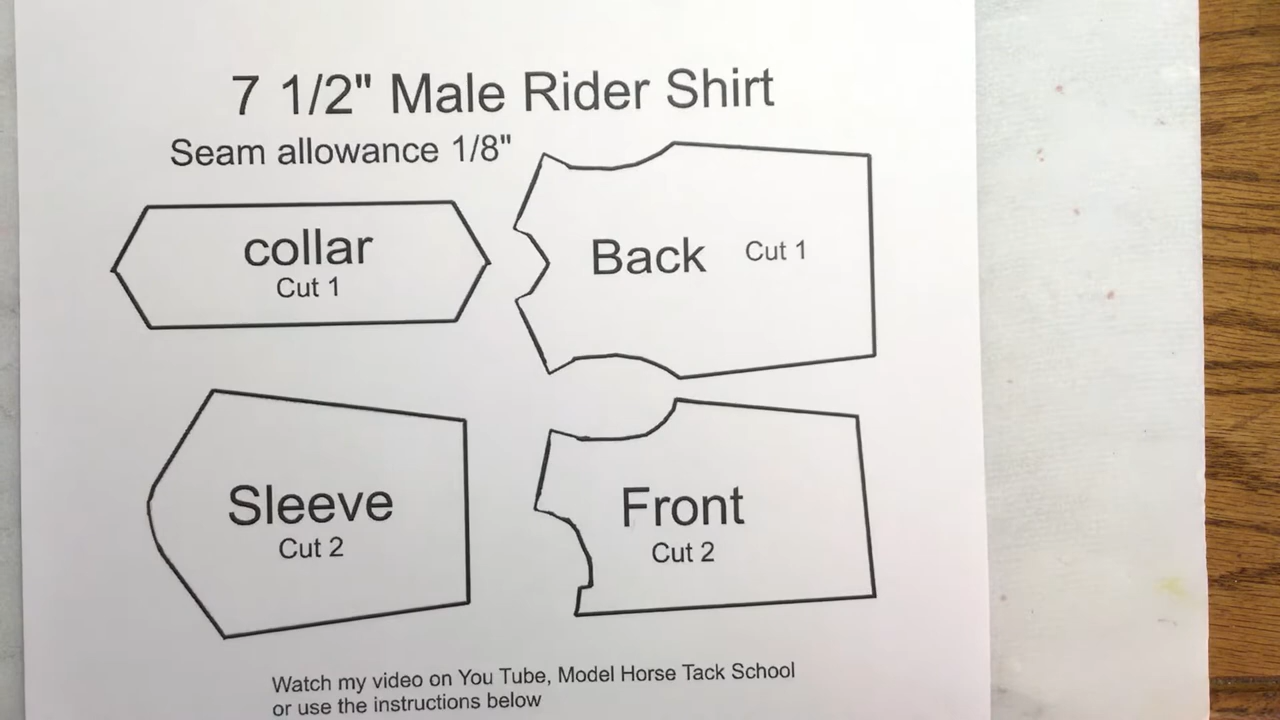 7 1/2" Male Rider Shirt
Seam allowance 1/8"
collar
Cut 1
Back Cut 1
Sleeve
Cut 2
Front
Cut 2
Watch my video on You Tube, Model Horse Tack School
or use the instructions below